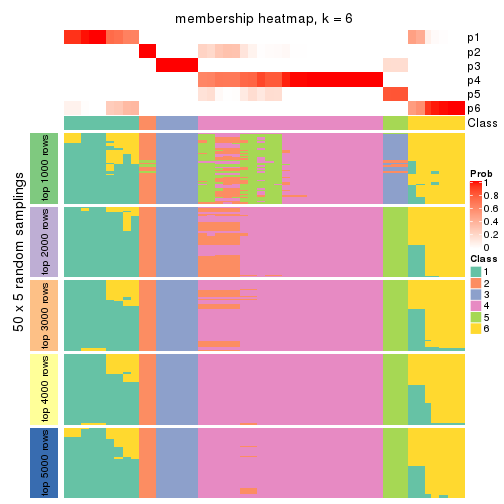 membership heatmap, k = 6
p1
p2
p3
p4
p5
p6
Class
50 x 5 random samplings
top 1000 rows
top 2000 rows
top 3000 rows
top 4000 rows
top 5000 rows
Prob
1
0.8
0.6
0.4
0.2
0
Class
1
2
3
4
5
6